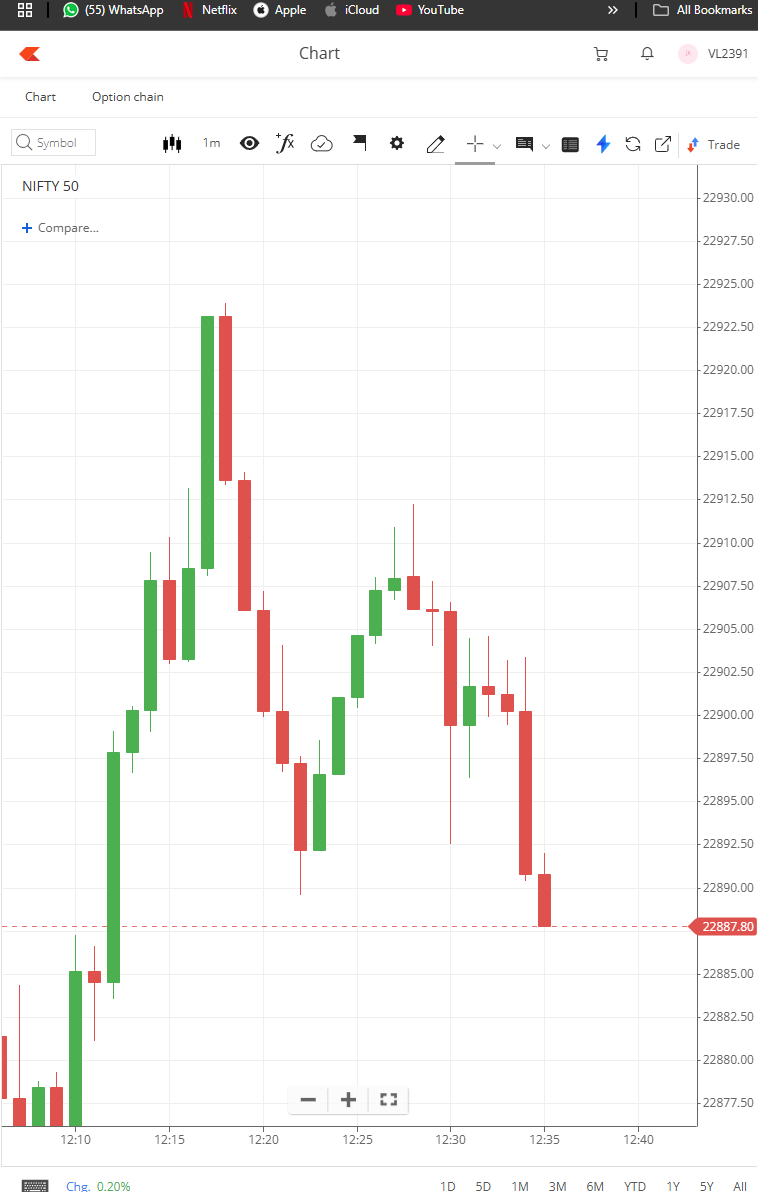 (55) WhatsApp Netflix Apple iCloud YouTube » All Bookmarks
Chart VL2391
Chart Option chain
Symbol 1m Trade
NIFTY 50
+ Compare...
22930.00
22927.50
22925.00
22922.50
22920.00
22917.50
22915.00
22912.50
22910.00
22907.50
22905.00
22902.50
22900.00
22897.50
22895.00
22892.50
22890.00
22887.80
22885.00
22882.50
22880.00
22877.50
12:10 12:15 12:20 12:25 12:30 12:35 12:40
Chg. 0.20% 1D 5D 1M 3M 6M YTD 1Y 5Y All